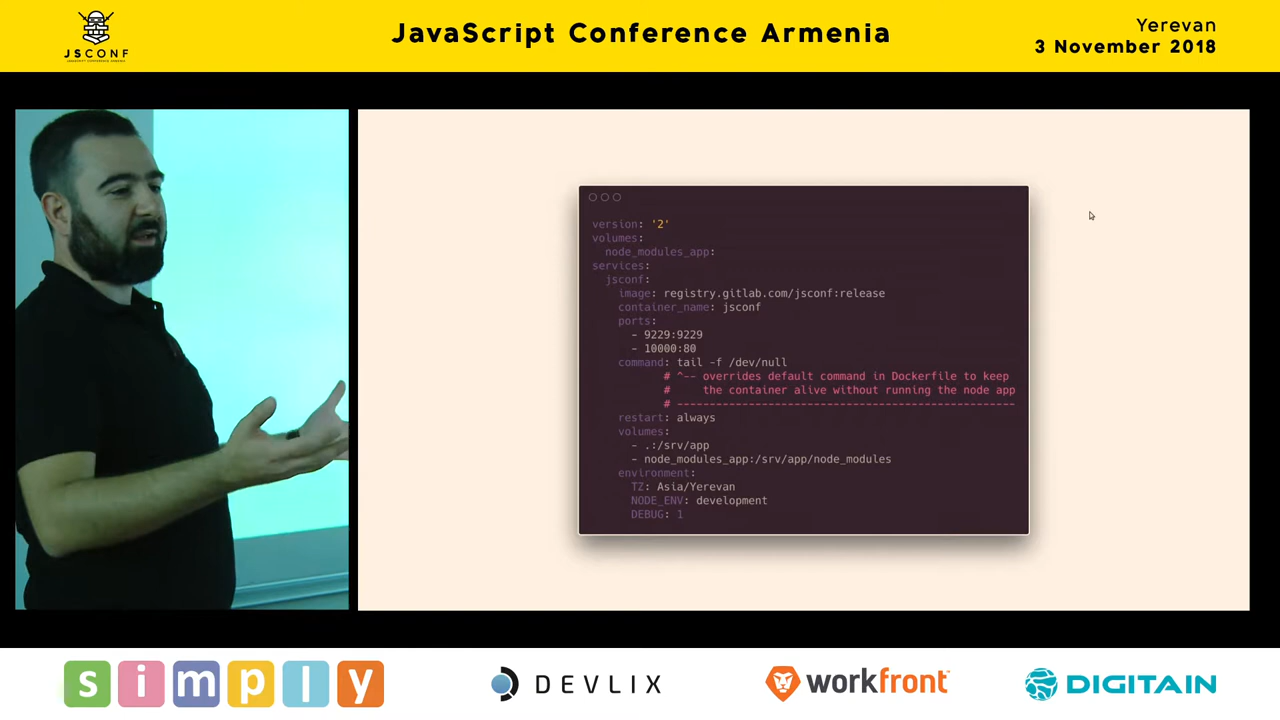 JSCONF
JavaScript Conference Armenia
Yerevan
3 November 2018
version: '2'
volumes:
  node_modules_app:
services:
  jsconf:
    image: registry.gitlab.com/jsconf:release
    container_name: jsconf
    ports:
      - 9229:9229
      - 10000:80
    command: tail -f /dev/null
           # ^-- overrides default command in Dockerfile to keep
           #     the container alive without running the node app
           # ----------------------------------------------------
    restart: always
    volumes:
      - .:/srv/app
      - node_modules_app:/srv/app/node_modules
    environment:
      TZ: Asia/Yerevan
      NODE_ENV: development
      DEBUG: 1
simply
DEVLIX
workfront
DIGITAIN